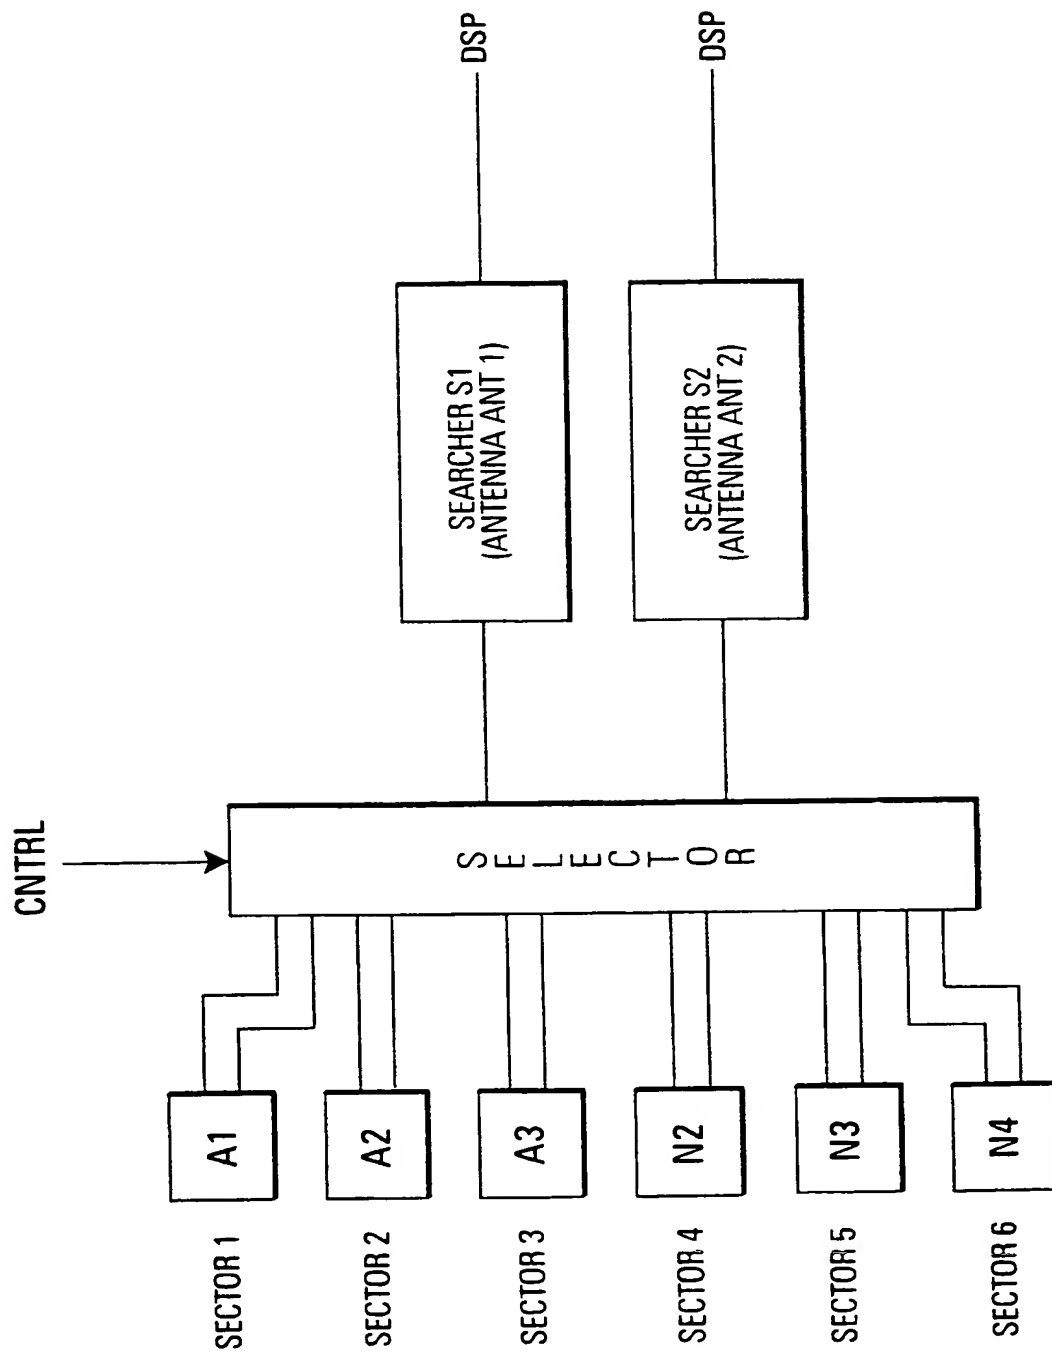 CNTRL
SECTOR 1
A1
SECTOR 2
A2
SECTOR 3
A3
SECTOR 4
N2
SECTOR 5
N3
SECTOR 6
N4
SELECTOR
SEARCHER S1
(ANTENNA ANT 1)
DSP
SEARCHER S2
(ANTENNA ANT 2)
DSP